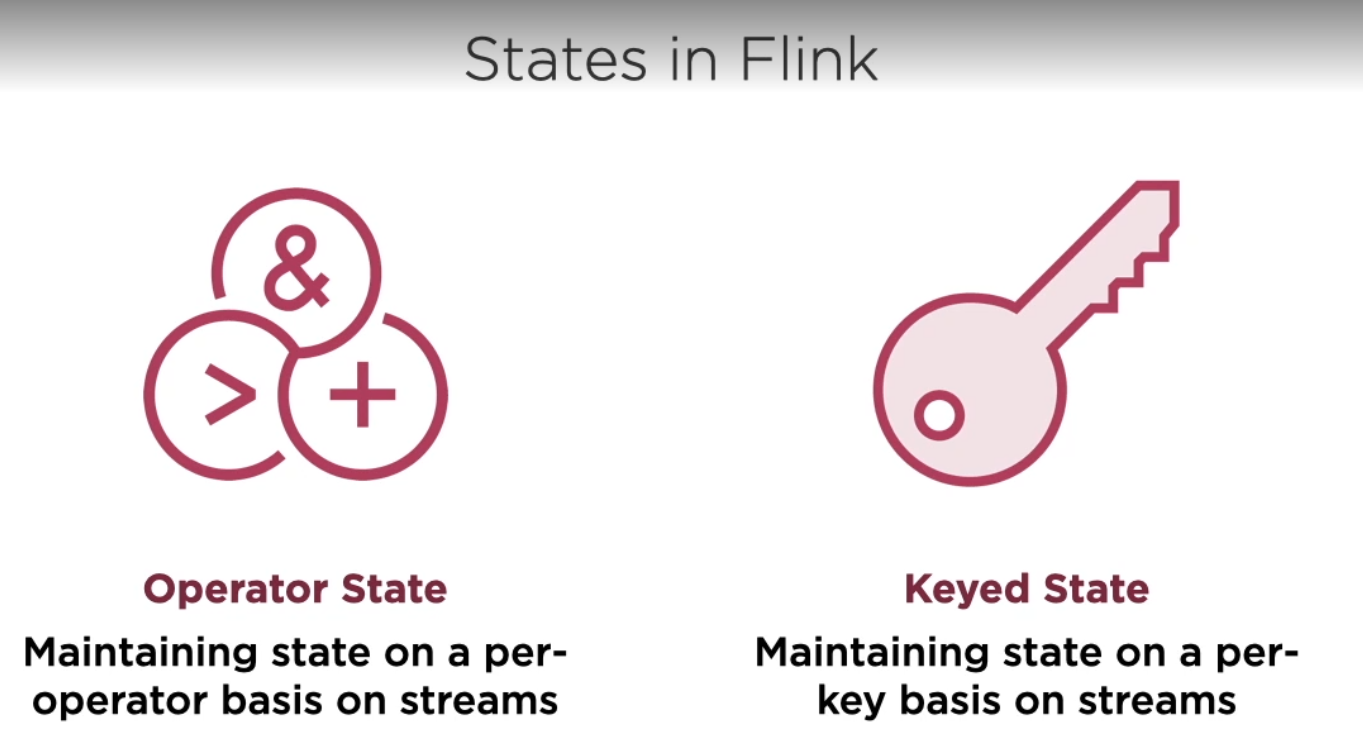 States in Flink
&
>
+
Operator State
Maintaining state on a per-
operator basis on streams
Keyed State
Maintaining state on a per-
key basis on streams